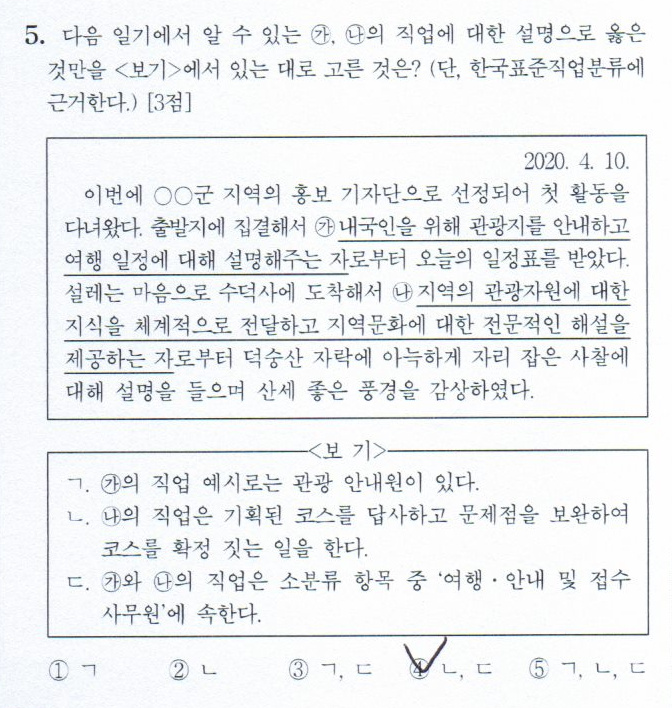 5. 다음 일기에서 알 수 있는 ㉮, ㉯의 직업에 대한 설명으로 옳은
것만을 <보기>에서 있는 대로 고른 것은? (단, 한국표준직업분류에
근거한다.) [3점]
2020. 4. 10.
이번에 ○○군 지역의 홍보 기자단으로 선정되어 첫 활동을
다녀왔다. 출발지에 집결해서 ㉮내국인을 위해 관광지를 안내하고
여행 일정에 대해 설명해주는 자로부터 오늘의 일정표를 받았다.
설레는 마음으로 수덕사에 도착해서 ㉯지역의 관광자원에 대한
지식을 체계적으로 전달하고 지역문화에 대한 전문적인 해설을
제공하는 자로부터 덕숭산 자락에 아늑하게 자리 잡은 사찰에
대해 설명을 들으며 산세 좋은 풍경을 감상하였다.
<보 기>
ㄱ. ㉮의 직업 예시로는 관광 안내원이 있다.
ㄴ. ㉯의 직업은 기획된 코스를 답사하고 문제점을 보완하여
코스를 확정 짓는 일을 한다.
ㄷ. ㉮와 ㉯의 직업은 소분류 항목 중 ‘여행·안내 및 접수
사무원’에 속한다.
① ㄱ ② ㄴ ③ ㄱ, ㄷ ④ ㄴ, ㄷ ⑤ ㄱ, ㄴ, ㄷ